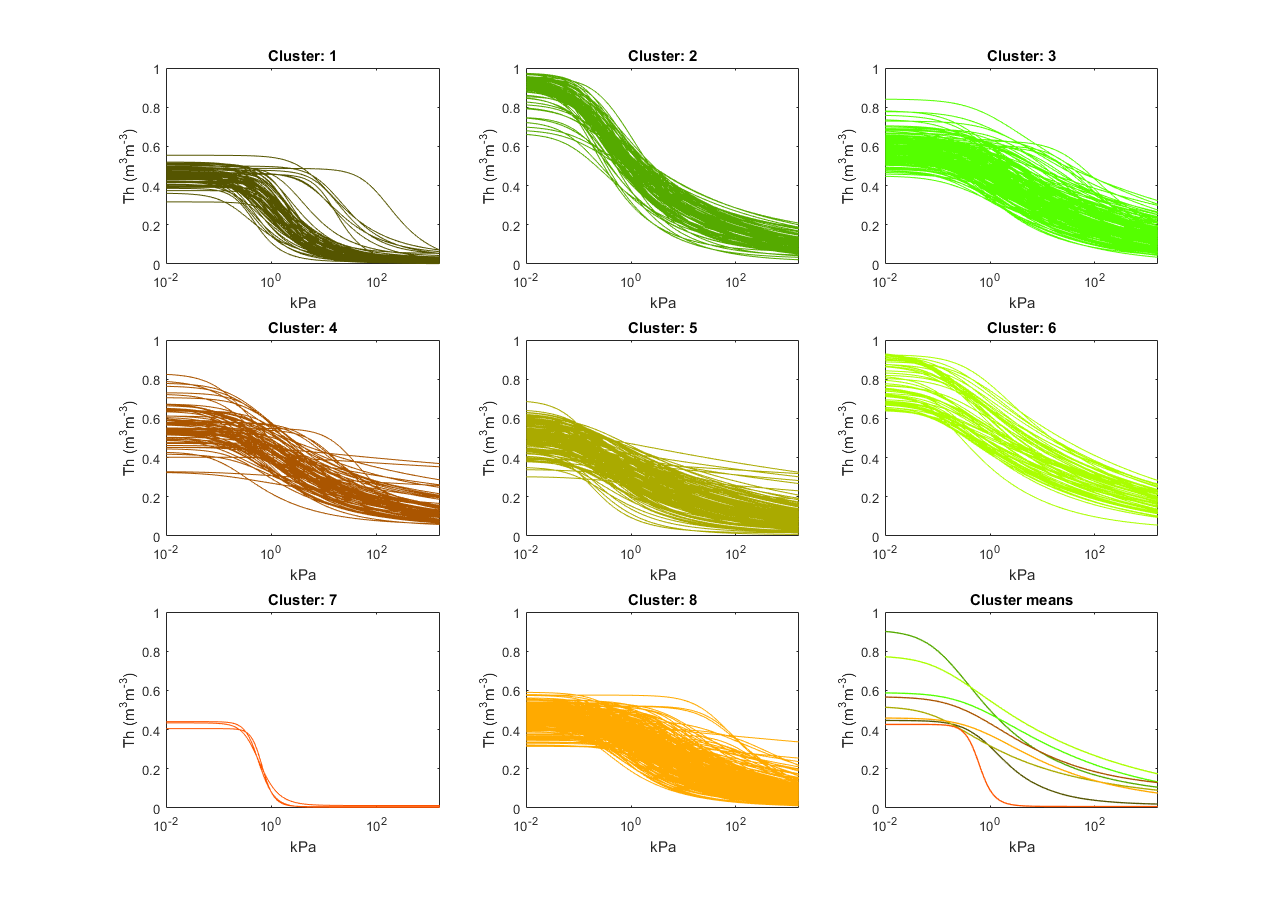 Cluster: 1
Th (m³m⁻³)
1
0.8
0.6
0.4
0.2
0
10⁻² 10⁰ 10²
kPa
Cluster: 2
Th (m³m⁻³)
1
0.8
0.6
0.4
0.2
0
10⁻² 10⁰ 10²
kPa
Cluster: 3
Th (m³m⁻³)
1
0.8
0.6
0.4
0.2
0
10⁻² 10⁰ 10²
kPa
Cluster: 4
Th (m³m⁻³)
1
0.8
0.6
0.4
0.2
0
10⁻² 10⁰ 10²
kPa
Cluster: 5
Th (m³m⁻³)
1
0.8
0.6
0.4
0.2
0
10⁻² 10⁰ 10²
kPa
Cluster: 6
Th (m³m⁻³)
1
0.8
0.6
0.4
0.2
0
10⁻² 10⁰ 10²
kPa
Cluster: 7
Th (m³m⁻³)
1
0.8
0.6
0.4
0.2
0
10⁻² 10⁰ 10²
kPa
Cluster: 8
Th (m³m⁻³)
1
0.8
0.6
0.4
0.2
0
10⁻² 10⁰ 10²
kPa
Cluster means
Th (m³m⁻³)
1
0.8
0.6
0.4
0.2
0
10⁻² 10⁰ 10²
kPa